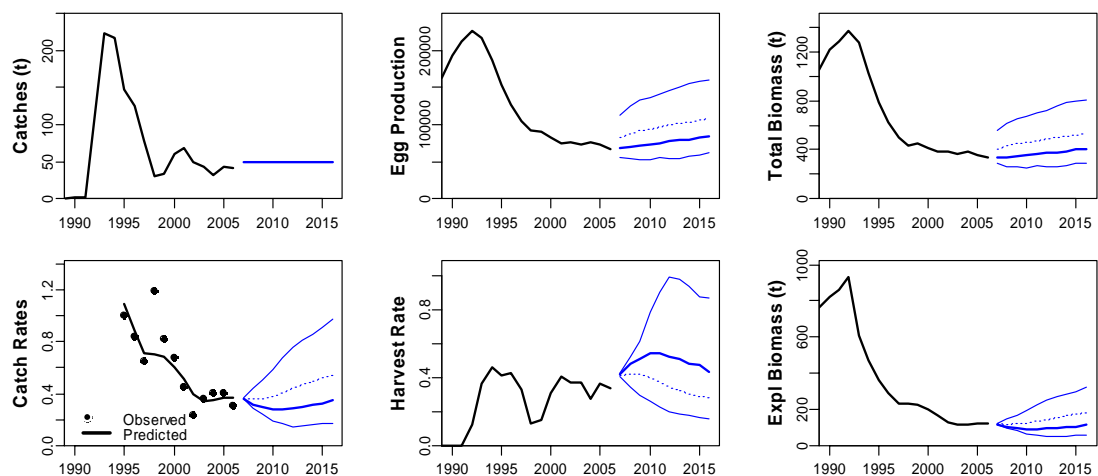 Catches (t)
0 50 100 200
1990 1995 2000 2005 2010 2015
Egg Production
0 100000 200000
1990 1995 2000 2005 2010 2015
Total Biomass (t)
0 400 800 1200
1990 1995 2000 2005 2010 2015
Catch Rates
0.0 0.4 0.8 1.2
Observed
Predicted
1990 1995 2000 2005 2010 2015
Harvest Rate
0.0 0.4 0.8
1990 1995 2000 2005 2010 2015
Expl Biomass (t)
0 200 600 1000
1990 1995 2000 2005 2010 2015